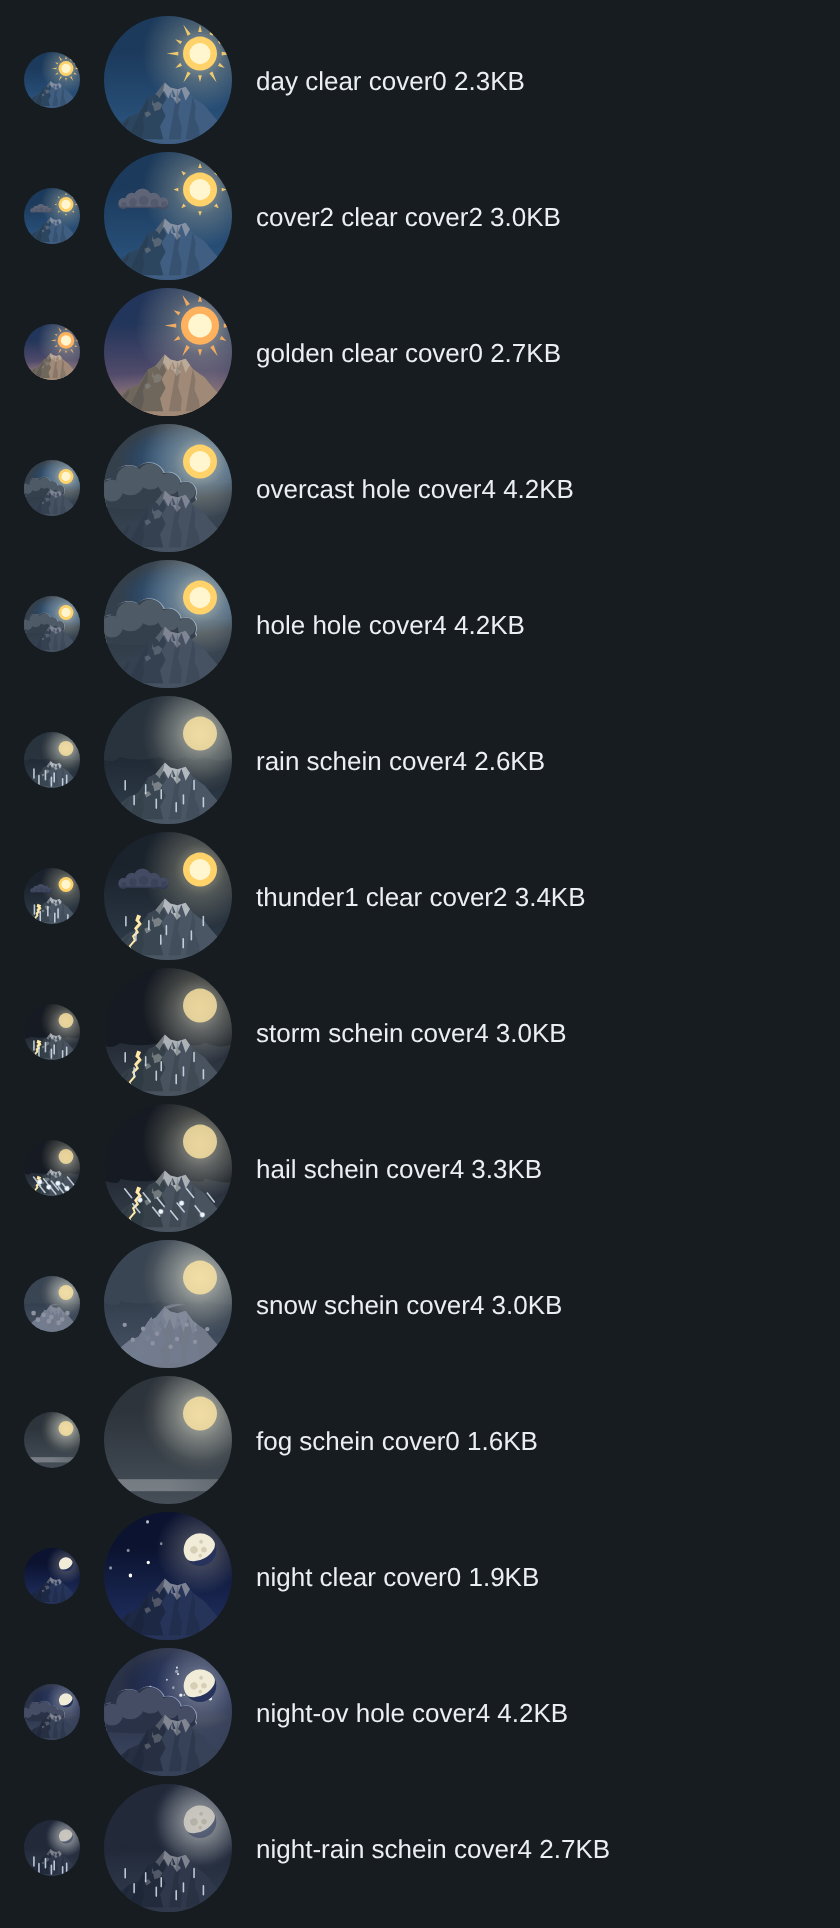 day clear cover0 2.3KB
cover2 clear cover2 3.0KB
golden clear cover0 2.7KB
overcast hole cover4 4.2KB
hole hole cover4 4.2KB
rain schein cover4 2.6KB
thunder1 clear cover2 3.4KB
storm schein cover4 3.0KB
hail schein cover4 3.3KB
snow schein cover4 3.0KB
fog schein cover0 1.6KB
night clear cover0 1.9KB
night-ov hole cover4 4.2KB
night-rain schein cover4 2.7KB